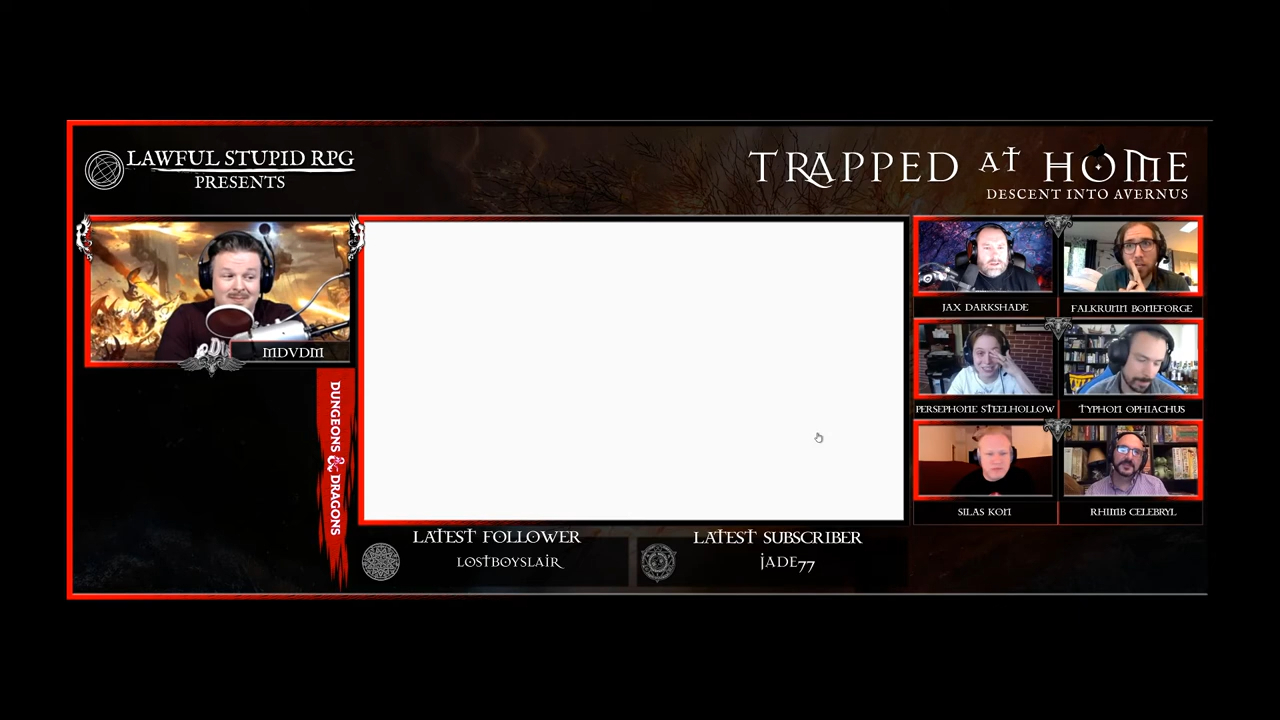 LAWFUL STUPID RPG
PRESENTS
TRAPPED AT HOME
DESCENT INTO AVERNUS
MDVDM
DUNGEONS & DRAGONS
JAX DARKSHADE
FALKRUNN BONEFORGE
PERSEPHONE STEELHOLLOW
TYPHON OPHIACHUS
SILAS KON
RHIMB CELEBRYL
LATEST FOLLOWER
LOSTBOYSLAIR
LATEST SUBSCRIBER
JADE77